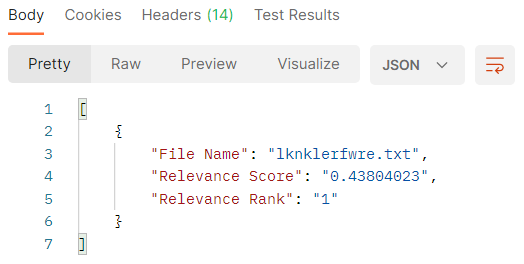 Body Cookies Headers (14) Test Results
Pretty Raw Preview Visualize JSON
1 [
2 {
3 "File Name": "lknklerfwre.txt",
4 "Relevance Score": "0.43804023",
5 "Relevance Rank": "1"
6 }
7 ]